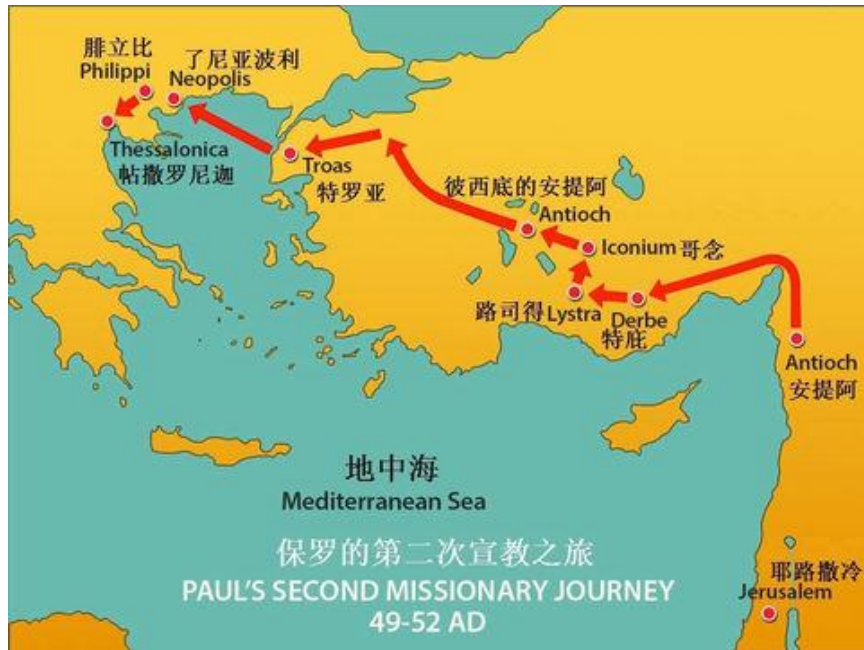 腓立比
Philippi
了尼亚波利
Neopolis
Thessalonica
帖撒罗尼迦
Troas
特罗亚
彼西底的安提阿
Antioch
Iconium 哥念
路司得 Lystra
Derbe
特庇
Antioch
安提阿
地中海
Mediterranean Sea
保罗的第二次宣教之旅
PAUL'S SECOND MISSIONARY JOURNEY
49-52 AD
耶路撒冷
Jerusalem